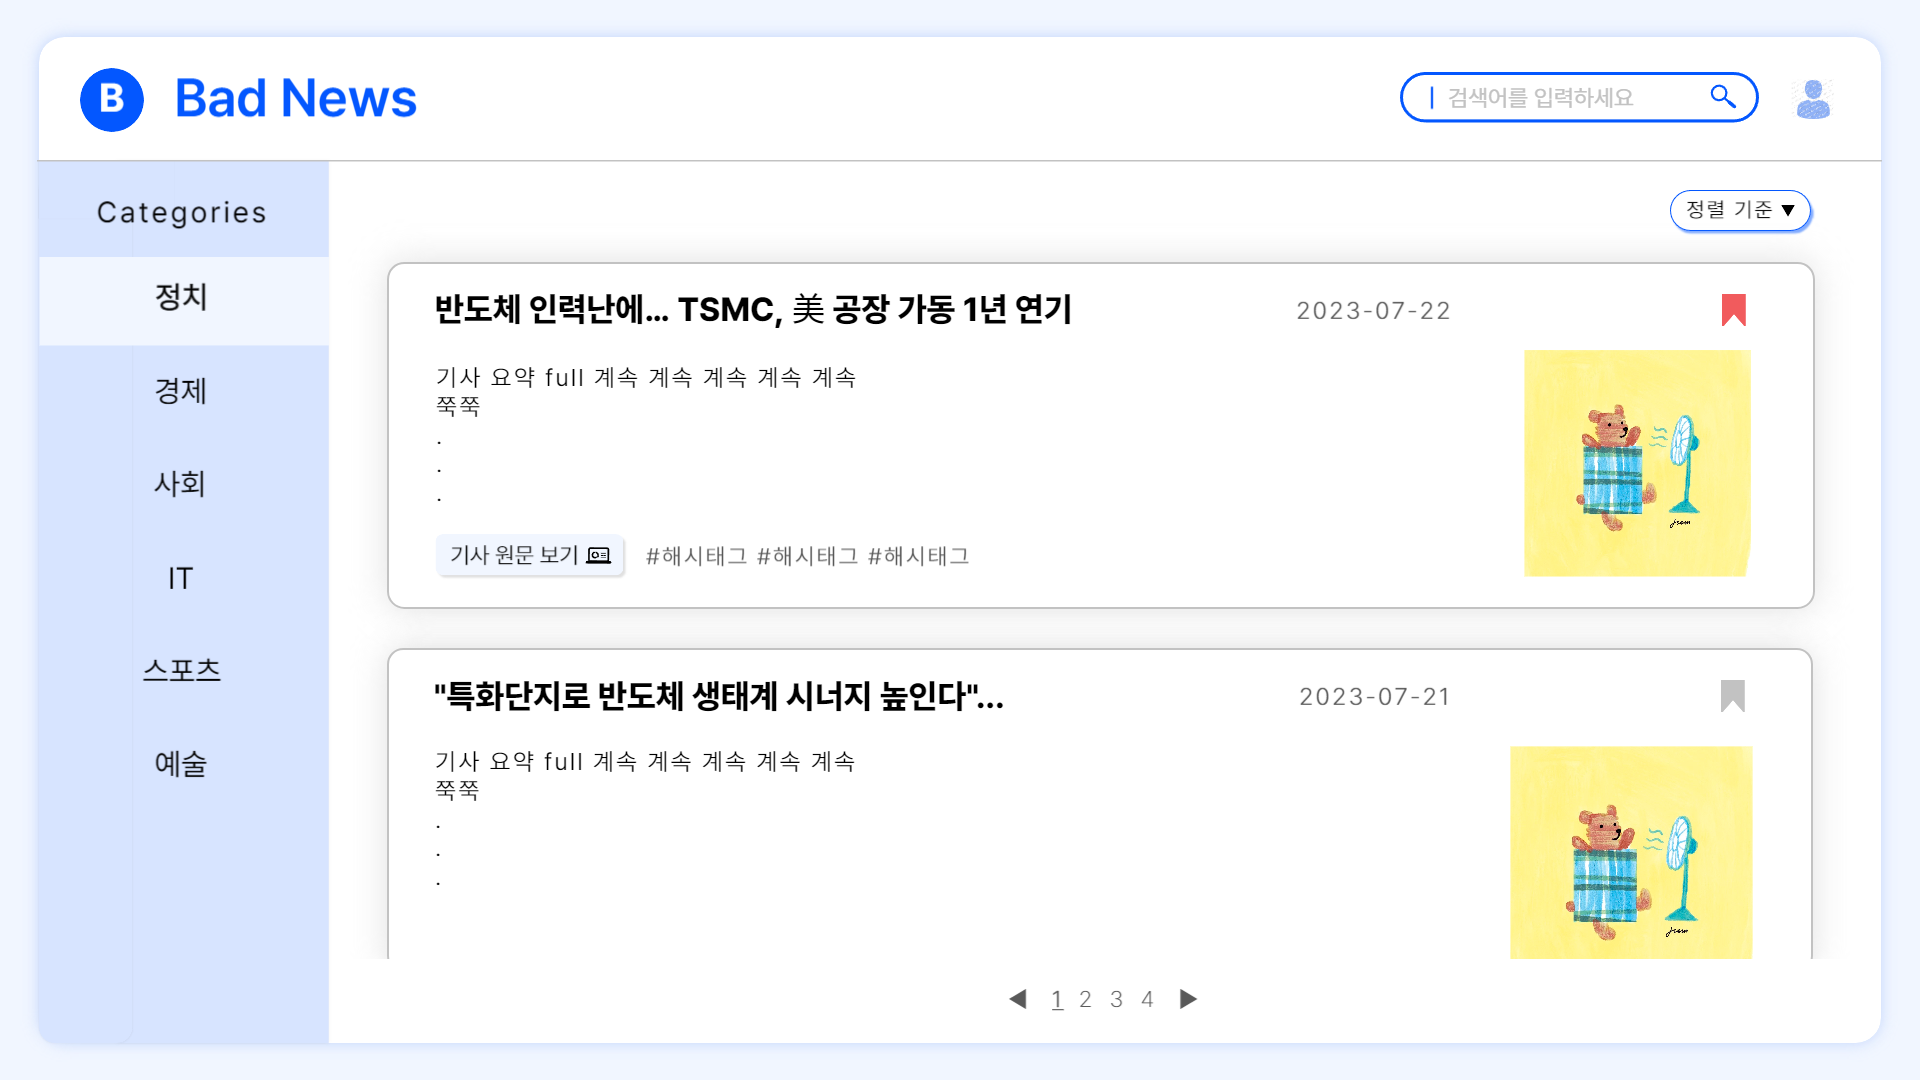 B Bad News
검색어를 입력하세요
Categories
정치
경제
사회
IT
스포츠
예술
정렬 기준 ▼
반도체 인력난에... TSMC, 美 공장 가동 1년 연기
2023-07-22
기사 요약 full 계속 계속 계속 계속 계속
쭉쭉
.
.
.
기사 원문 보기
#해시태그 #해시태그 #해시태그
"특화단지로 반도체 생태계 시너지 높인다"...
2023-07-21
기사 요약 full 계속 계속 계속 계속 계속
쭉쭉
.
.
.
◀ 1 2 3 4 ▶